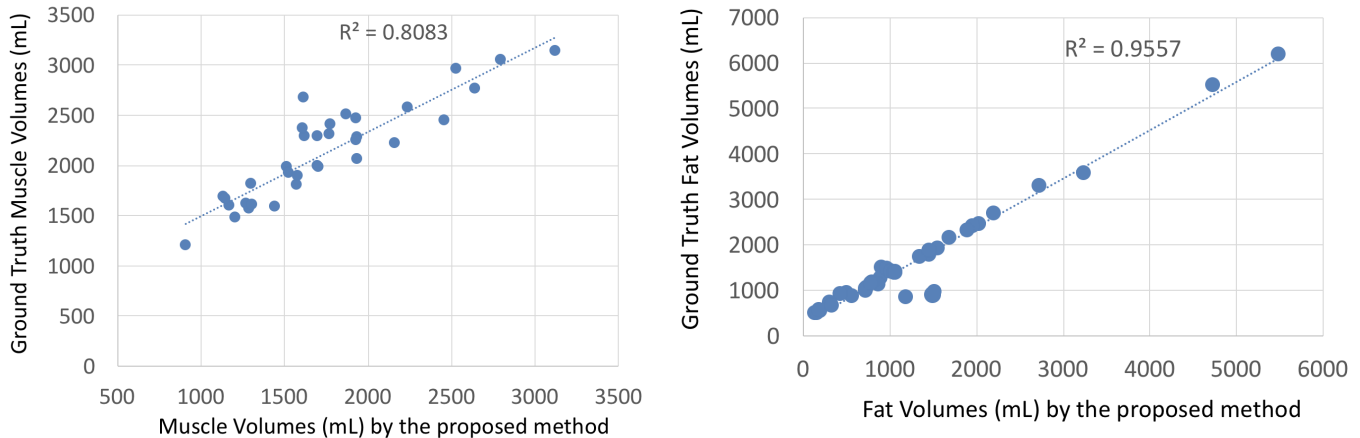 Ground Truth Muscle Volumes (mL)
3500
3000
2500
2000
1500
1000
500
0
R² = 0.8083
500 1000 1500 2000 2500 3000 3500
Muscle Volumes (mL) by the proposed method
Ground Truth Fat Volumes (mL)
7000
6000
5000
4000
3000
2000
1000
0
R² = 0.9557
0 1000 2000 3000 4000 5000 6000
Fat Volumes (mL) by the proposed method